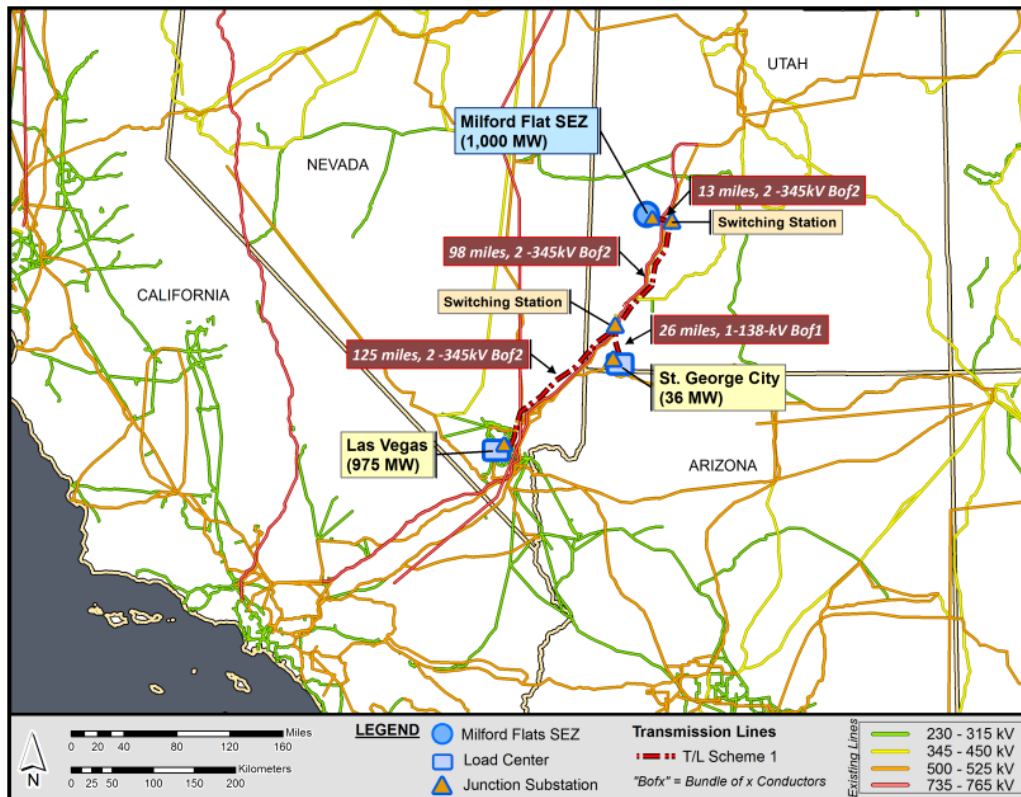 UTAH
Milford Flat SEZ
(1,000 MW)
NEVADA
13 miles, 2 -345kV Bof2
Switching Station
98 miles, 2 -345kV Bof2
CALIFORNIA
Switching Station
26 miles, 1-138-kV Bof1
125 miles, 2 -345kV Bof2
St. George City
(36 MW)
Las Vegas
(975 MW)
ARIZONA
LEGEND
Miles
0 20 40 80 120 160
Kilometers
0 25 50 100 150 200
N
Milford Flats SEZ
Load Center
Junction Substation
Transmission Lines
T/L Scheme 1
"Bofx" = Bundle of x Conductors
Existing Lines
230 - 315 kV
345 - 450 kV
500 - 525 kV
735 - 765 kV